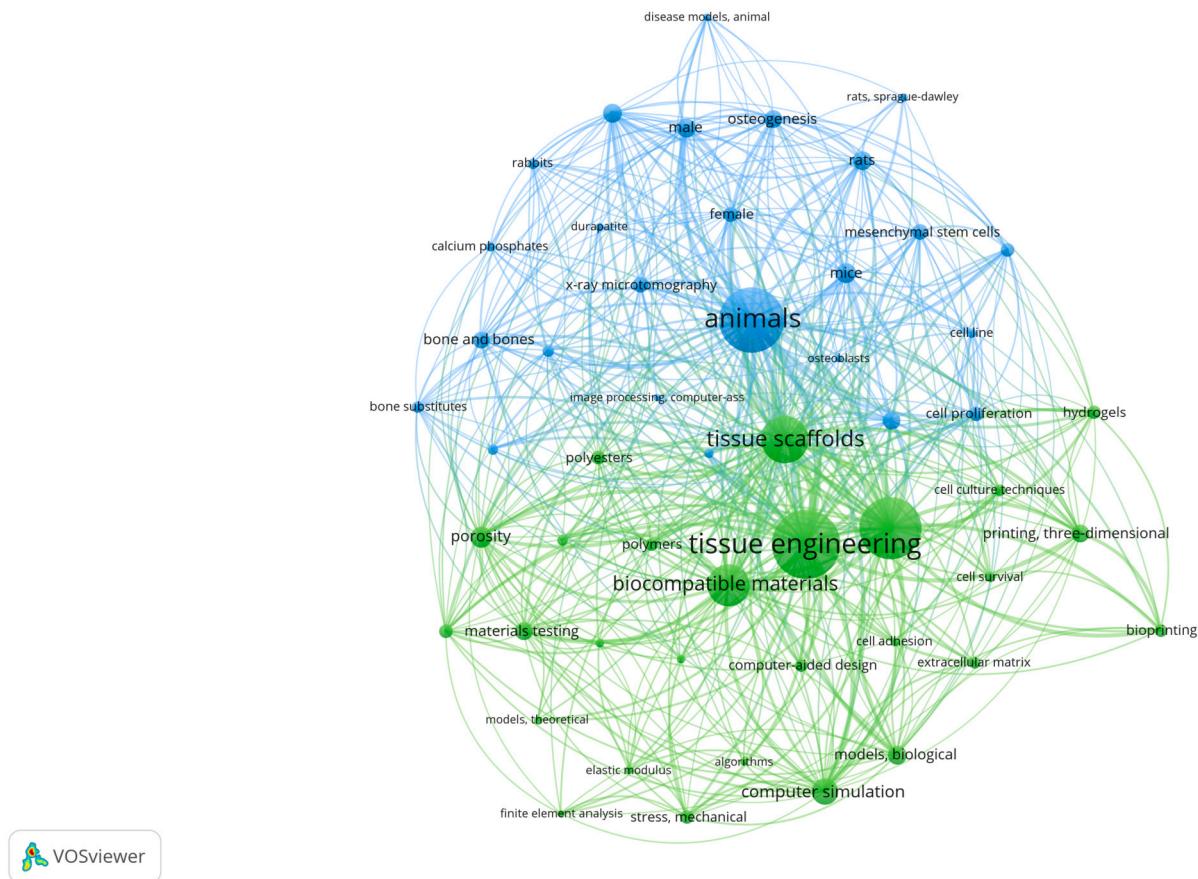 disease models, animal
rats, sprague-dawley
osteogenesis
male
rats
rabbits
female
durapatite
mesenchymal stem cells
calcium phosphates
mice
x-ray microtomography
animals
cell line
bone and bones
osteoblasts
image processing, computer-ass
bone substitutes
cell proliferation
hydrogels
tissue scaffolds
polyesters
cell culture techniques
porosity
printing, three-dimensional
polymers
tissue engineering
cell survival
biocompatible materials
materials testing
bioprinting
cell adhesion
computer-aided design
extracellular matrix
models, theoretical
models, biological
algorithms
elastic modulus
computer simulation
finite element analysis
stress, mechanical
VOSviewer